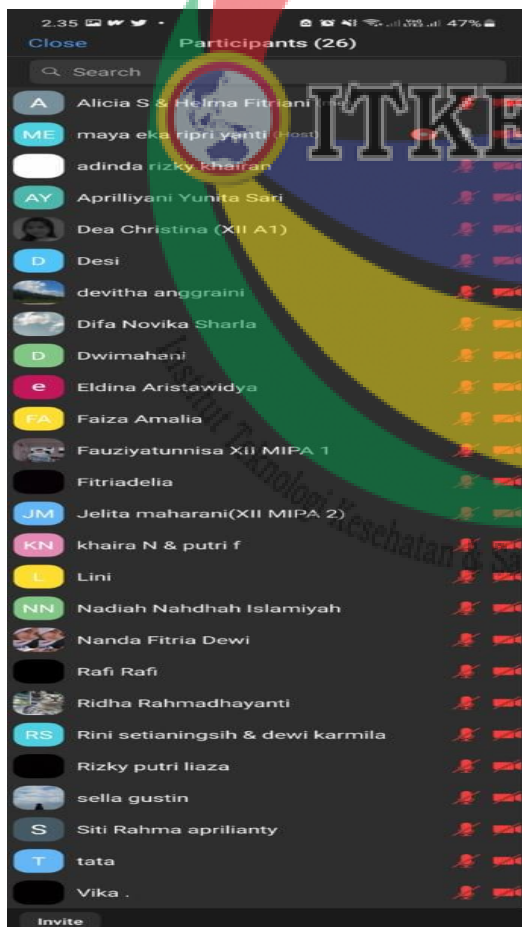 2.35 47%
Close Participants (26)
Search
A Alicia S & Helma Fitriani (me)
ITKE
ME maya eka ripri yanti (Host)
adinda rizky khairan
AY Aprilliyani Yunita Sari
Dea Christina (XII A1)
D Desi
devitha anggraini
Difa Novika Sharla
D Dwimahani
e Eldina Aristawidya
FA Faiza Amalia
Fauziyatunnisa XII MIPA 1
Fitriadelia
JM Jelita maharani(XII MIPA 2)
KN khaira N & putri f
L Lini
NN Nadiah Nahdhah Islamiyah
Nanda Fitria Dewi
Rafi Rafi
Ridha Rahmadhayanti
RS Rini setianingsih & dewi karmila
Rizky putri liaza
sella gustin
S Siti Rahma aprilianty
T tata
Vika .
Invite
Institut Teknologi Kesehatan & Sa